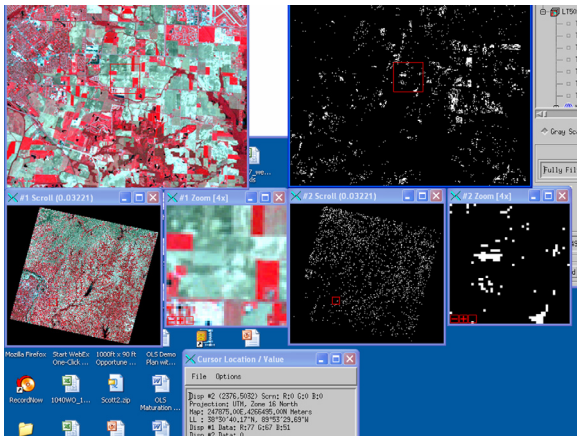 LT50
Gray Sca
Fully Fil
_we...
ds
#1 Scroll (0.03221)
#1 Zoom [4x]
#2 Scroll (0.03221)
#2 Zoom [4x]
Mozilla Firefox
Start WebEx
One-Click ...
1000ft x 90 ft
Opportune ...
OLS Demo
Plan wit...
RecordNow
1040WO_1...
Scott2.zip
OLS
Maturation ...
Cursor Location / Value
File Options
Disp #2 (2376,5032) Scrn: R:0 G:0 B:0
Projection: UTM, Zone 16 North
Map: 247875.00E,4266495.00N Meters
LL : 38°30'40.17"N, 89°53'29.69"W
Disp #1 Data: R:77 G:67 B:51
Disp #2 Data: 0